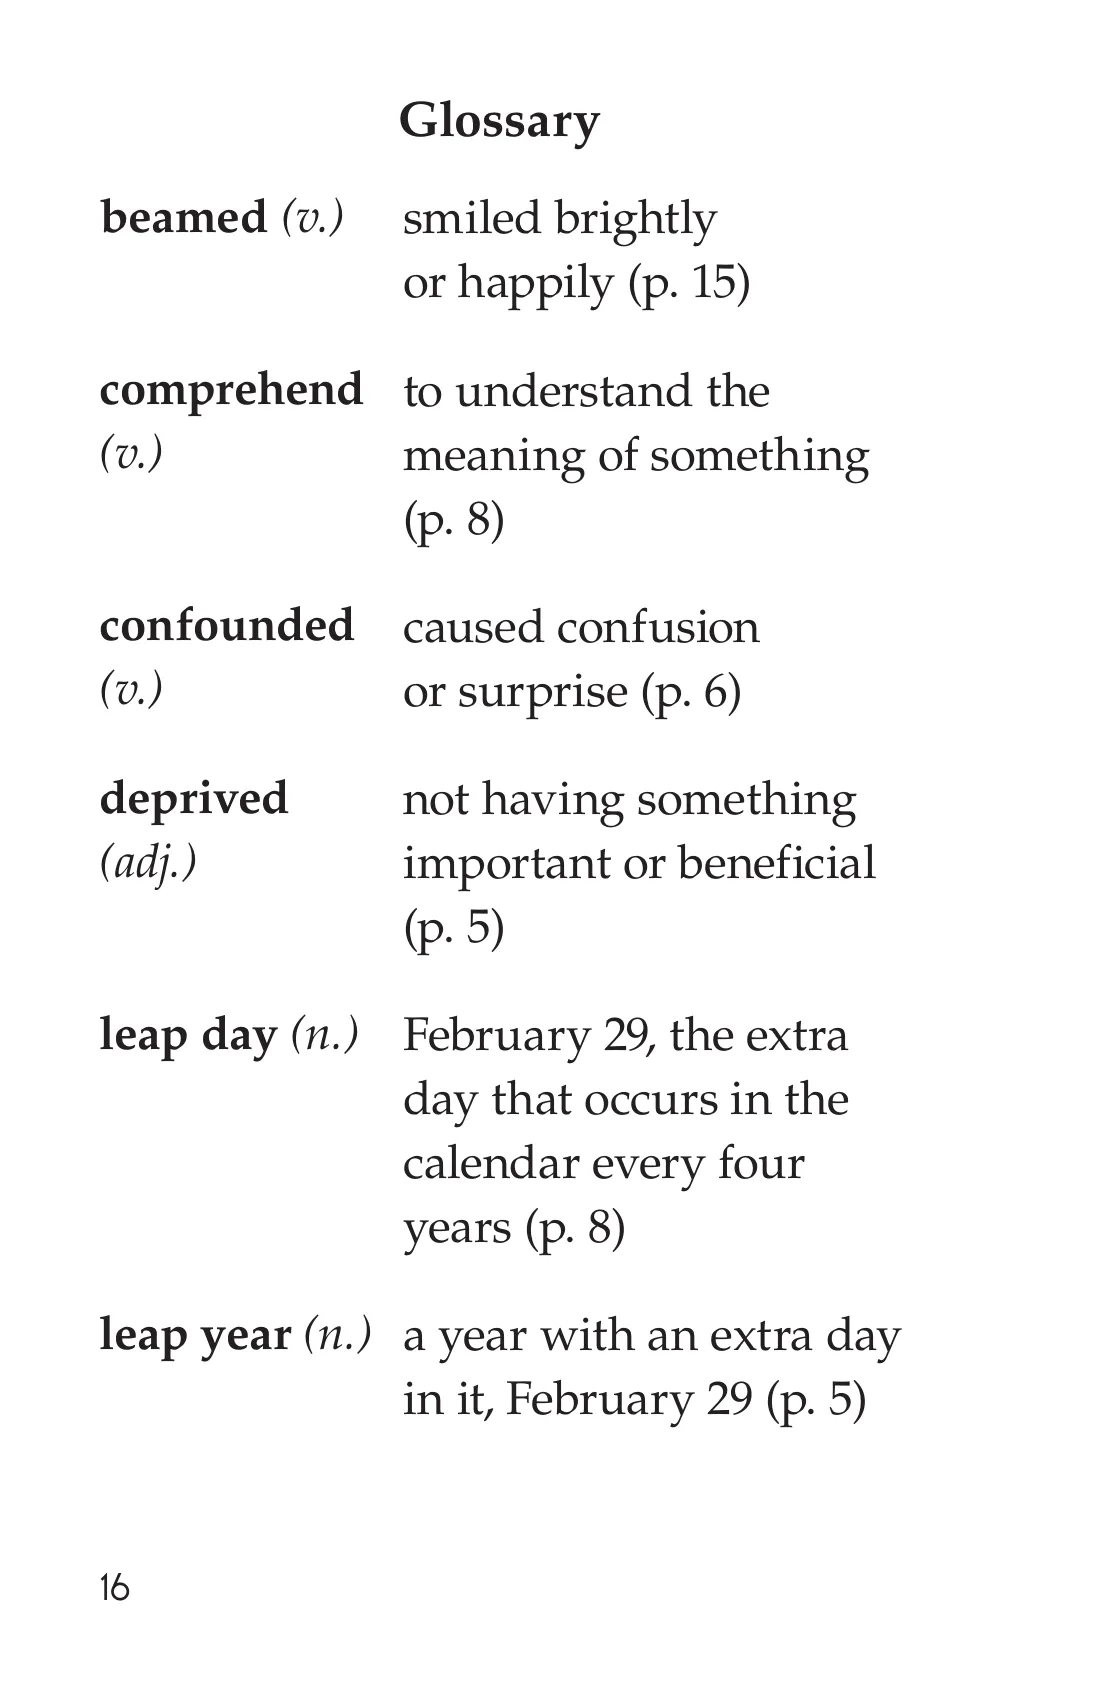 Glossary
beamed (v.) smiled brightly
or happily (p. 15)
comprehend to understand the
(v.) meaning of something
(p. 8)
confounded caused confusion
(v.) or surprise (p. 6)
deprived not having something
(adj.) important or beneficial
(p. 5)
leap day (n.) February 29, the extra
day that occurs in the
calendar every four
years (p. 8)
leap year (n.) a year with an extra day
in it, February 29 (p. 5)
16